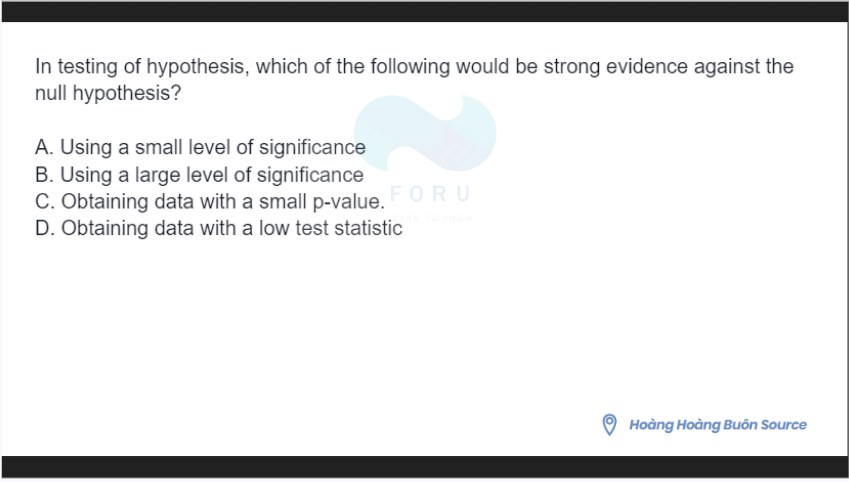 In testing of hypothesis, which of the following would be strong evidence against the
null hypothesis?
A. Using a small level of significance
B. Using a large level of significance
C. Obtaining data with a small p-value.
D. Obtaining data with a low test statistic
FORU
Hoàng Hoàng Buôn Source